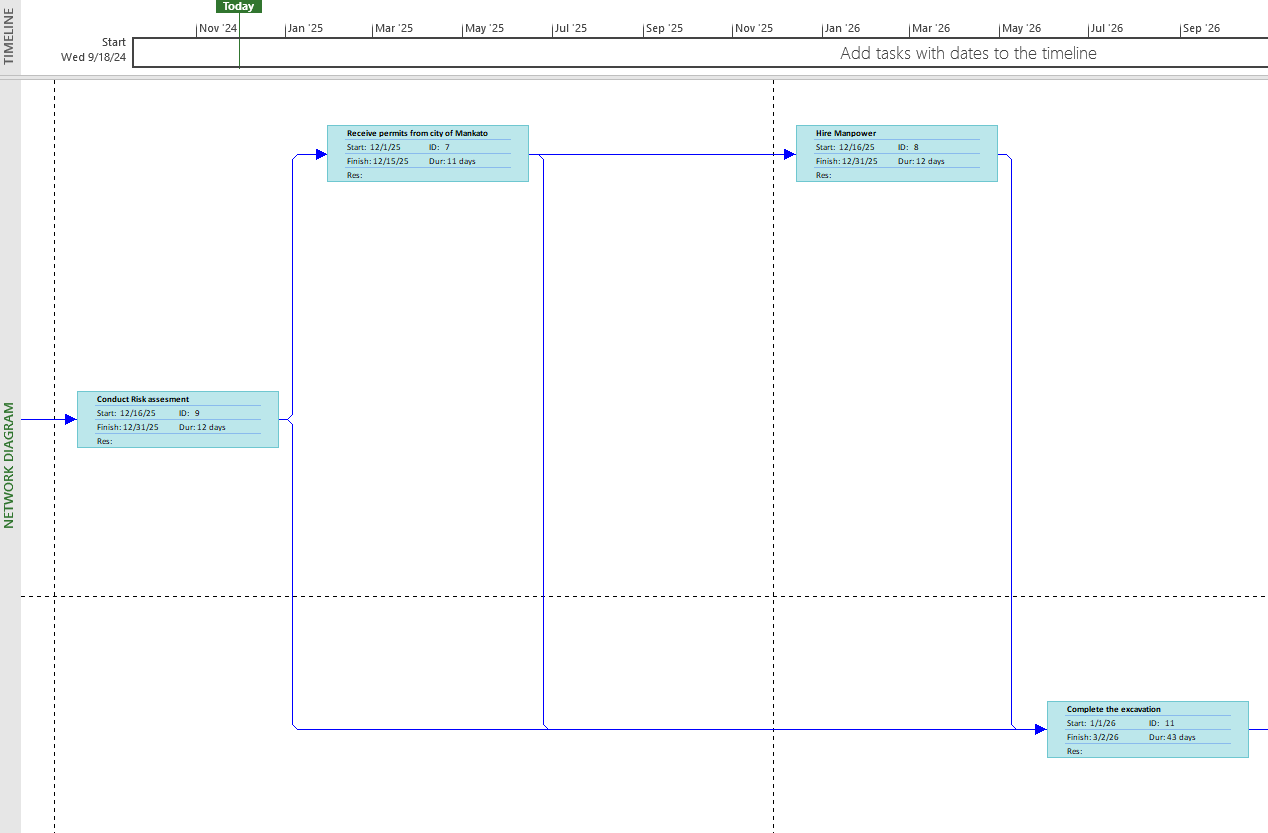 TIMELINE
Today
Nov '24 Jan '25 Mar '25 May '25 Jul '25 Sep '25 Nov '25 Jan '26 Mar '26 May '26 Jul '26 Sep '26
Start
Wed 9/18/24
Add tasks with dates to the timeline
NETWORK DIAGRAM
Receive permits from city of Mankato
Start: 12/1/25 ID: 7
Finish: 12/15/25 Dur: 11 days
Res:
Hire Manpower
Start: 12/16/25 ID: 8
Finish: 12/31/25 Dur: 12 days
Res:
Conduct Risk assesment
Start: 12/16/25 ID: 9
Finish: 12/31/25 Dur: 12 days
Res:
Complete the excavation
Start: 1/1/26 ID: 11
Finish: 3/2/26 Dur: 43 days
Res: